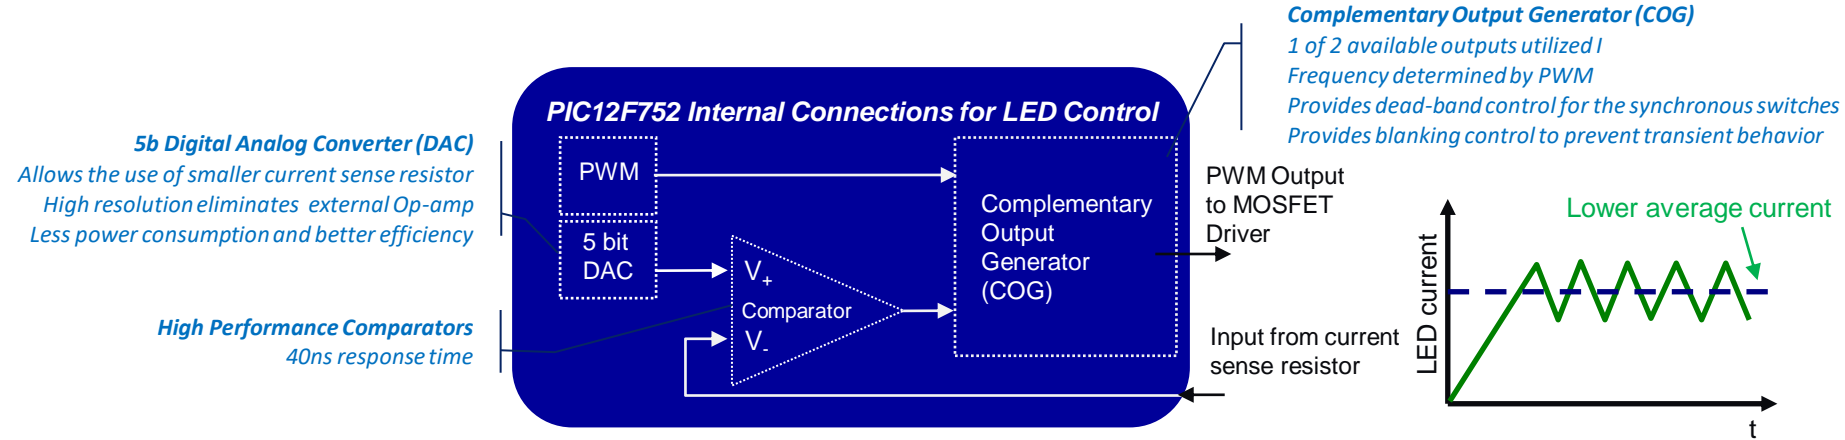 Complementary Output Generator (COG)
1 of 2 available outputs utilized I
Frequency determined by PWM
Provides dead-band control for the synchronous switches
Provides blanking control to prevent transient behavior
PIC12F752 Internal Connections for LED Control
5b Digital Analog Converter (DAC)
Allows the use of smaller current sense resistor
High resolution eliminates external Op-amp
Less power consumption and better efficiency
High Performance Comparators
40ns response time
PWM
5 bit
DAC
V+
Comparator
V-
Complementary
Output
Generator
(COG)
PWM Output
to MOSFET
Driver
Input from current
sense resistor
Lower average current
LED current
t